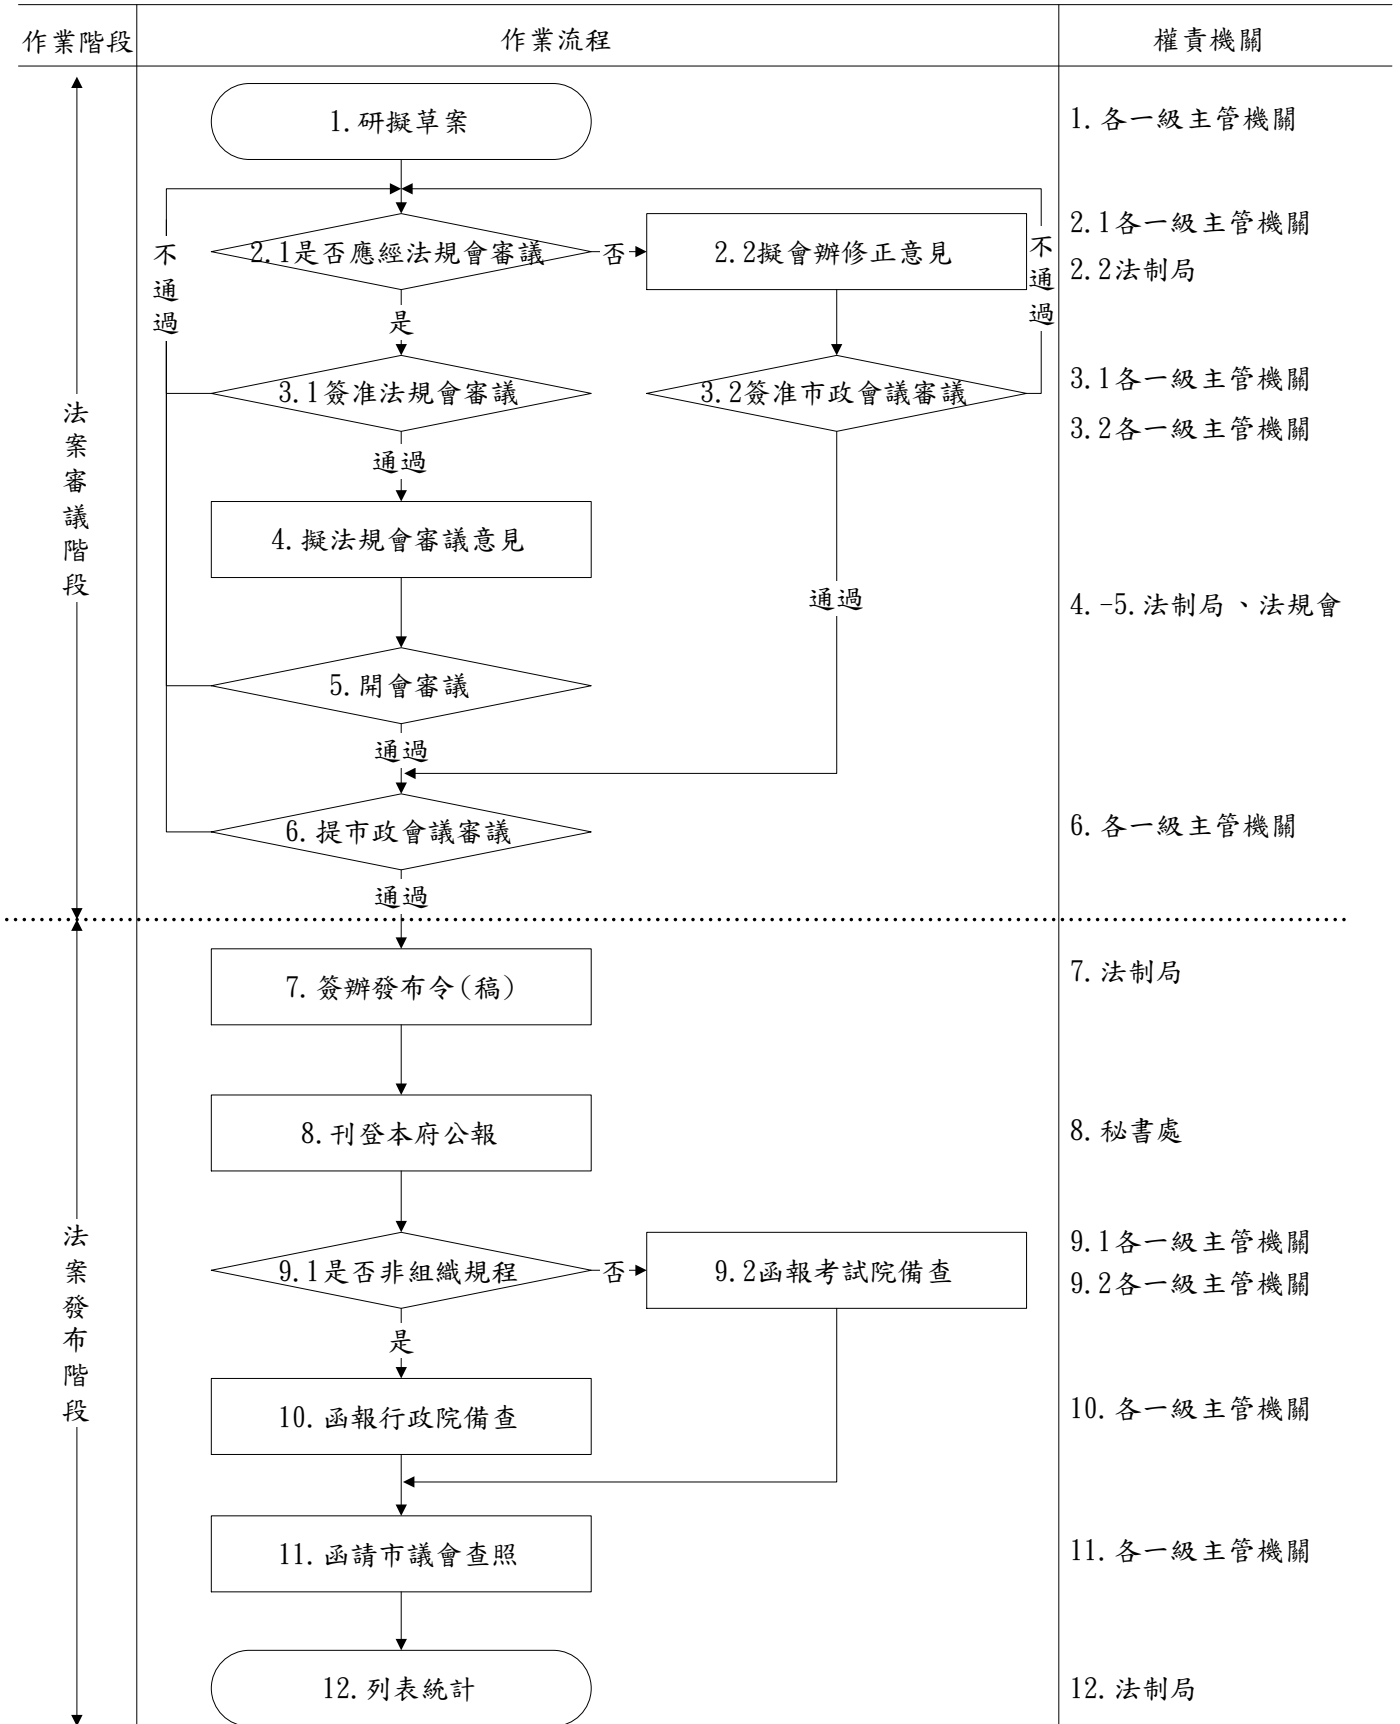 作業階段 作業流程 權責機關
1.研擬草案
1.各一級主管機關
2.1是否應經法規會審議
否
2.2擬會辦修正意見
不通過
不通過
2.1各一級主管機關
2.2法制局
是
3.1簽准法規會審議
3.2簽准市政會議審議
3.1各一級主管機關
3.2各一級主管機關
通過
法案審議階段
4.擬法規會審議意見
通過
4.-5.法制局、法規會
5.開會審議
通過
6.提市政會議審議
6.各一級主管機關
通過
7.簽辦發布令(稿)
7.法制局
8.刊登本府公報
8.秘書處
法案發布階段
9.1是否非組織規程
否
9.2函報考試院備查
9.1各一級主管機關
9.2各一級主管機關
是
10.函報行政院備查
10.各一級主管機關
11.函請市議會查照
11.各一級主管機關
12.列表統計
12.法制局